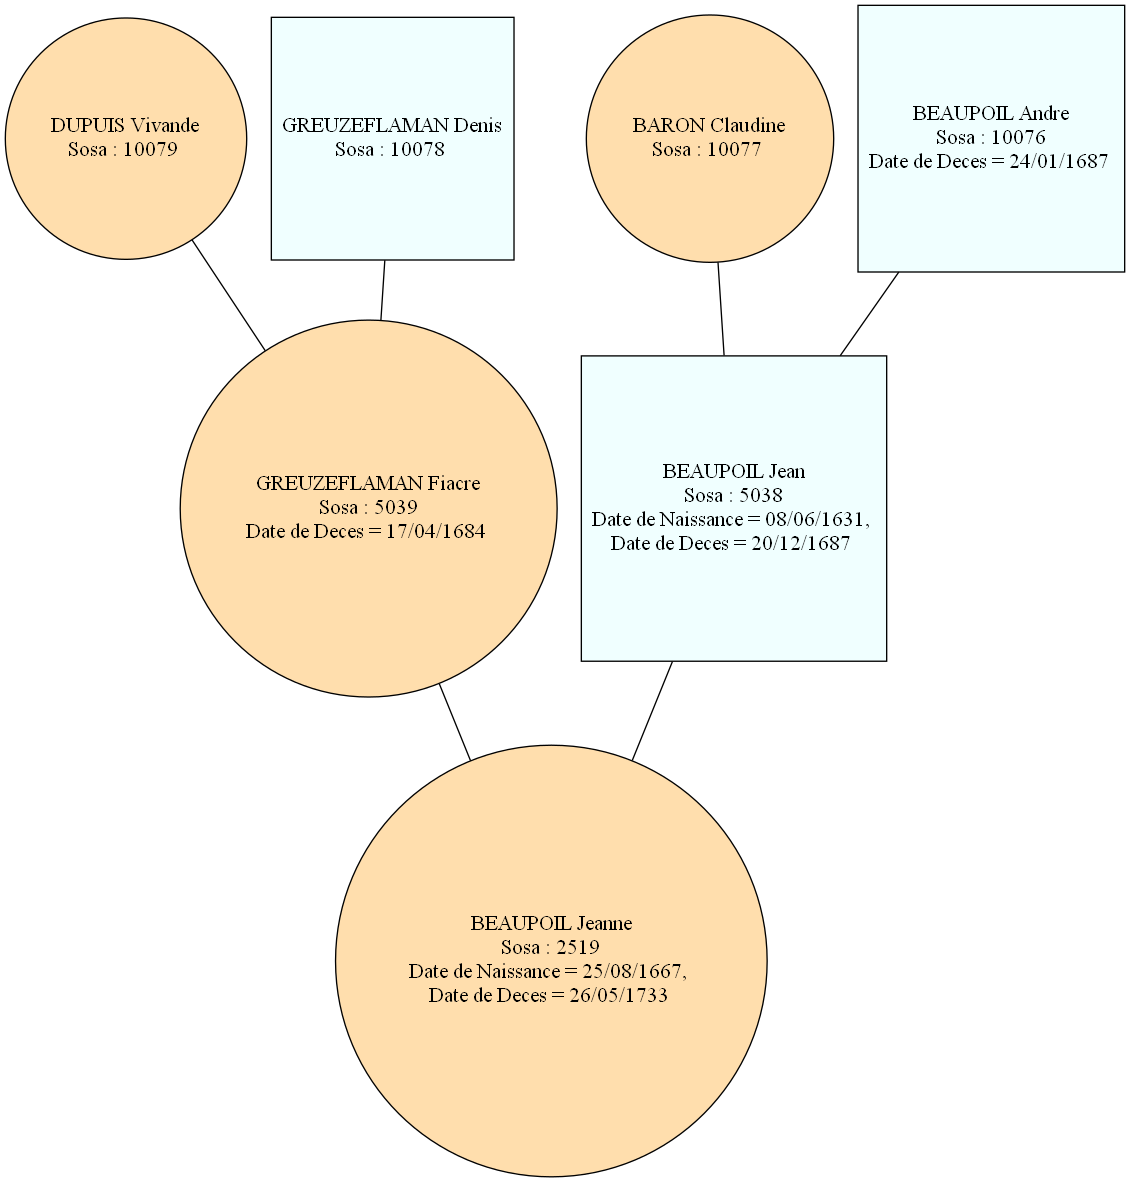 DUPUIS Vivande
Sosa : 10079
GREUZEFLAMAN Denis
Sosa : 10078
BARON Claudine
Sosa : 10077
BEAUPOIL Andre
Sosa : 10076
Date de Deces = 24/01/1687
GREUZEFLAMAN Fiacre
Sosa : 5039
Date de Deces = 17/04/1684
BEAUPOIL Jean
Sosa : 5038
Date de Naissance = 08/06/1631,
Date de Deces = 20/12/1687
BEAUPOIL Jeanne
Sosa : 2519
Date de Naissance = 25/08/1667,
Date de Deces = 26/05/1733